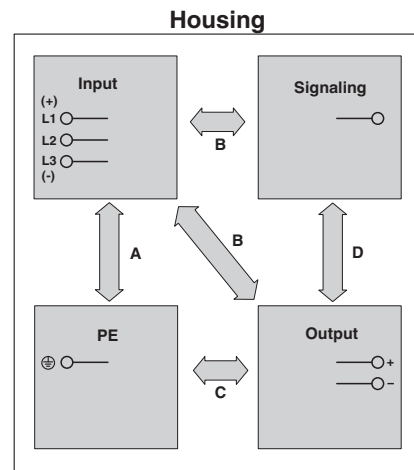 Housing
Input
(+)
L1
L2
L3
(-)
Signaling
B
A
B
D
PE
Output
+
–
C